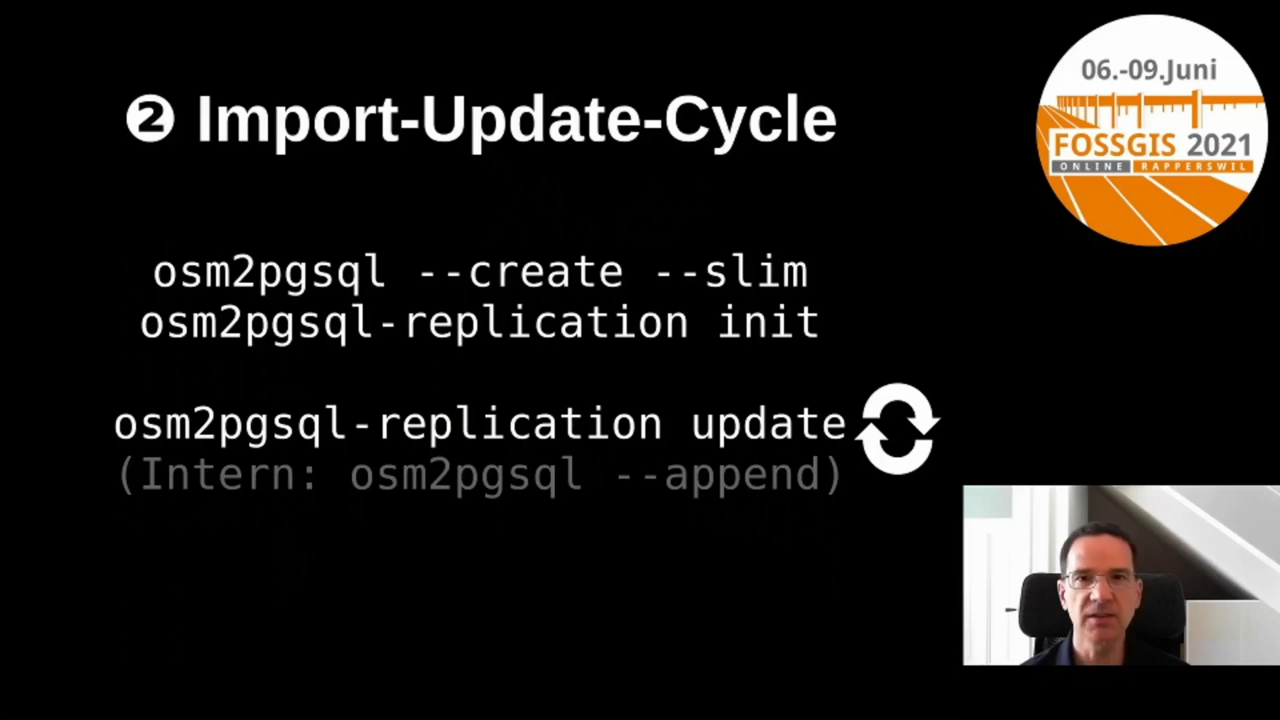 ❷ Import-Update-Cycle
osm2pgsql --create --slim
osm2pgsql-replication init
osm2pgsql-replication update
(Intern: osm2pgsql --append)
06.-09.Juni
FOSSGIS 2021
ONLINE RAPPERSWIL